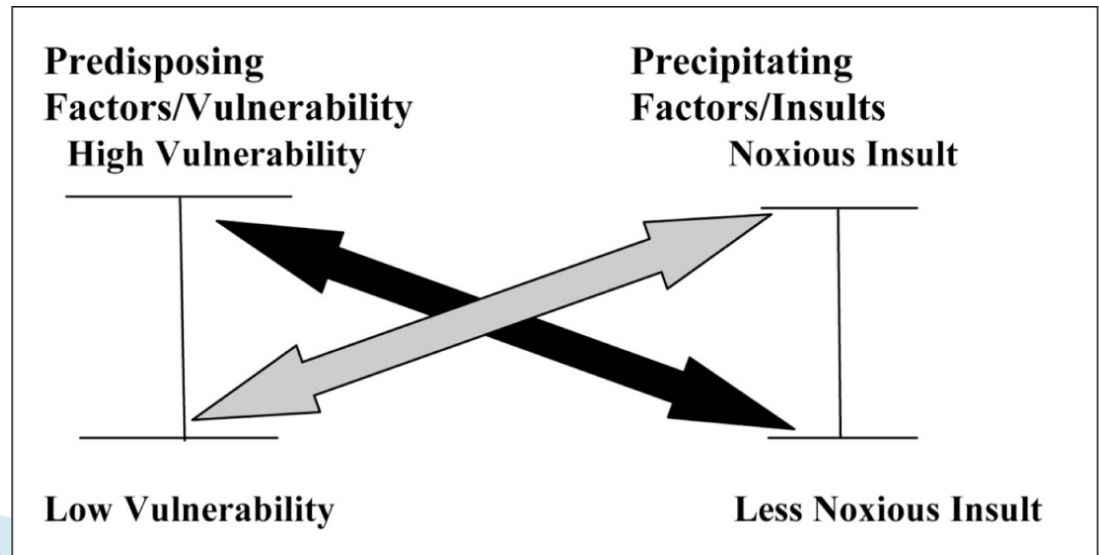 Predisposing
Factors/Vulnerability
High Vulnerability
Precipitating
Factors/Insults
Noxious Insult
Low Vulnerability
Less Noxious Insult